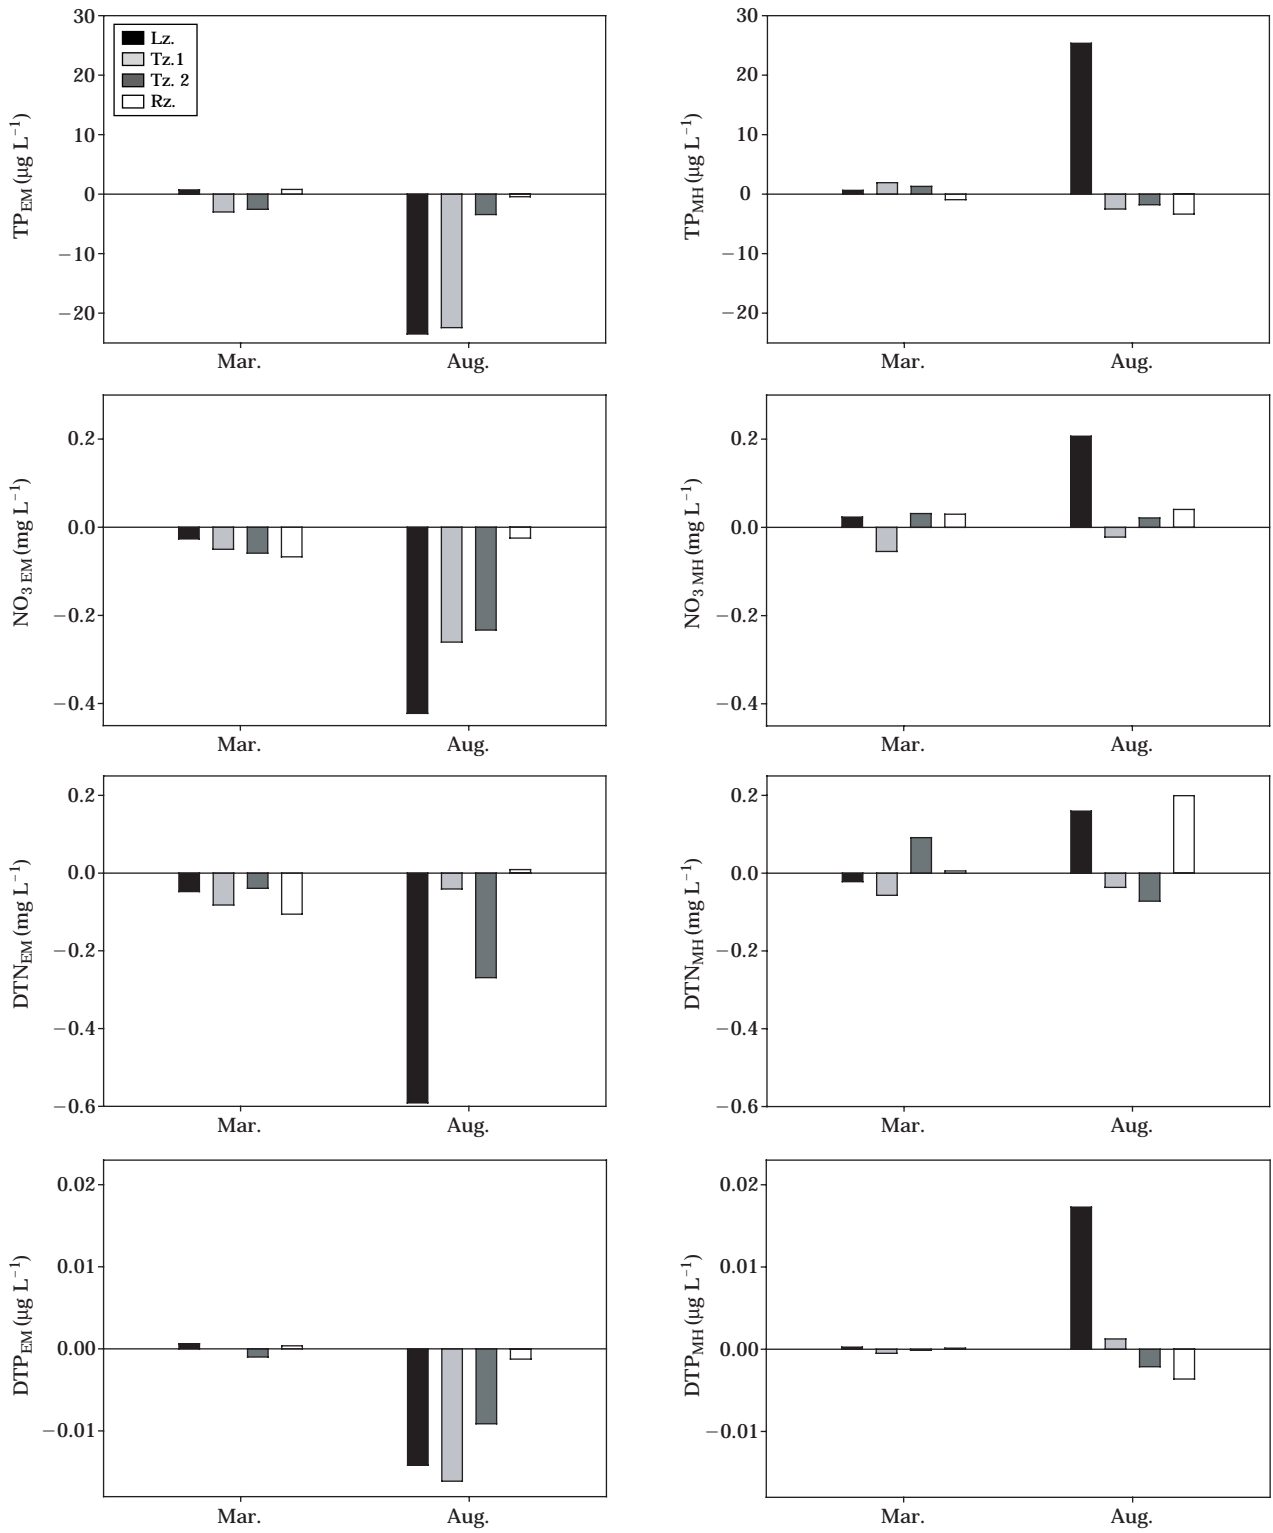 30
20
10
0
−10
−20
TP_EM (μg L⁻¹)
Lz.
Tz.1
Tz. 2
Rz.
Mar.
Aug.
30
20
10
0
−10
−20
TP_MH (μg L⁻¹)
Mar.
Aug.
0.2
0.0
−0.2
−0.4
NO₃ EM (mg L⁻¹)
Mar.
Aug.
0.2
0.0
−0.2
−0.4
NO₃ MH (mg L⁻¹)
Mar.
Aug.
0.2
0.0
−0.2
−0.4
−0.6
DTN_EM (mg L⁻¹)
Mar.
Aug.
0.2
0.0
−0.2
−0.4
−0.6
DTN_MH (mg L⁻¹)
Mar.
Aug.
0.02
0.01
0.00
−0.01
DTP_EM (μg L⁻¹)
Mar.
Aug.
0.02
0.01
0.00
−0.01
DTP_MH (μg L⁻¹)
Mar.
Aug.